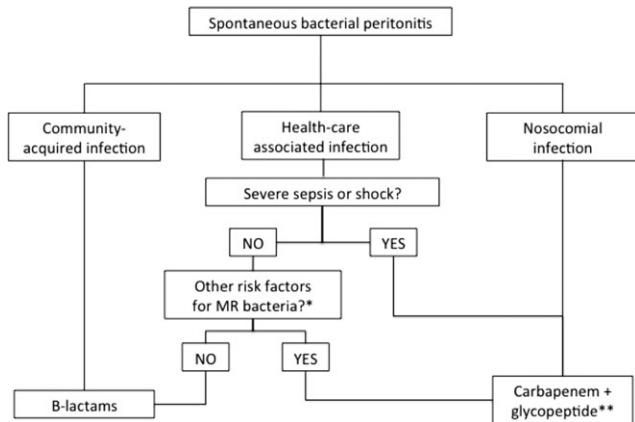 Spontaneous bacterial peritonitis
Community-
acquired infection
Health-care
associated infection
Nosocomial
infection
Severe sepsis or shock?
NO
YES
Other risk factors
for MR bacteria?*
NO
YES
B-lactams
Carbapenem +
glycopeptide**